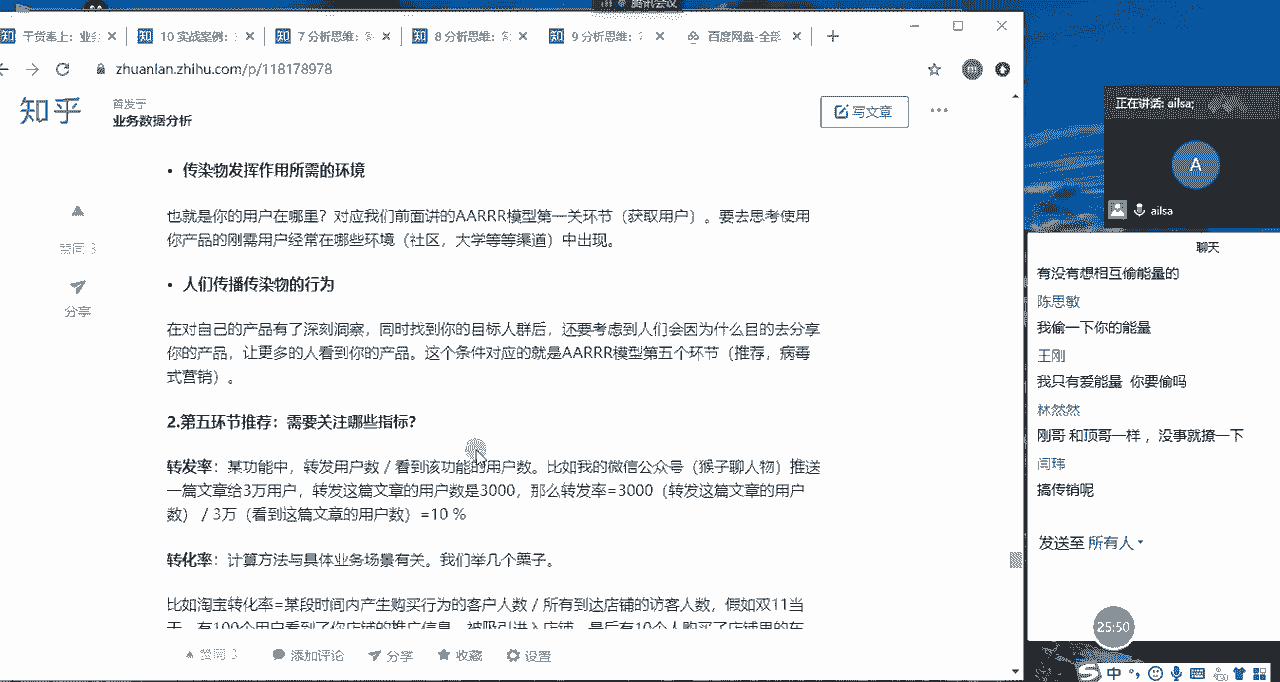 腾讯会议
干货奉上：业务
10 实战案例：
7 分析思维：
8 分析思维：
9 分析思维：
百度网盘-全部
zhuanlan.zhihu.com/p/118178978
知乎
首发于
业务数据分析
写文章
• 传染物发挥作用所需的环境
也就是你的用户在哪里？对应我们前面讲的AARRR模型第一关环节（获取用户）。要去思考使用
你产品的刚需用户经常在哪些环境（社区，大学等等渠道）中出现。
• 人们传播传染物的行为
在对自己的产品有了深刻洞察，同时找到你的目标人群后，还要考虑到人们会因为什么目的去分享
你的产品，让更多的人看到你的产品。这个条件对应的就是AARRR模型第五个环节（推荐，病毒
式营销）。
2.第五环节推荐：需要关注哪些指标？
转发率：某功能中，转发用户数 / 看到该功能的用户数。比如我的微信公众号（猴子聊人物）推送
一篇文章给3万用户，转发这篇文章的用户数是3000，那么转发率=3000（转发这篇文章的用户
数）/ 3万（看到这篇文章的用户数）=10 %
转化率：计算方法与具体业务场景有关。我们举几个栗子。
比如淘宝转化率=某段时间内产生购买行为的客户人数 / 所有到达店铺的访客人数，假如双11当
天，有100个用户看到了你店铺的推广信息，被吸引进入店铺，最后有10个人购买了店铺里的东
赞同 3
分享
赞同 3
添加评论
分享
收藏
设置
正在讲话: ailsa;
A
ailsa
聊天
有没有想相互偷能量的
陈思敏
我偷一下你的能量
王刚
我只有爱能量 你要偷吗
林然然
刚哥 和顶哥一样 ，没事就撩一下
闫玮
搞传销呢
发送至 所有人
25:50
中